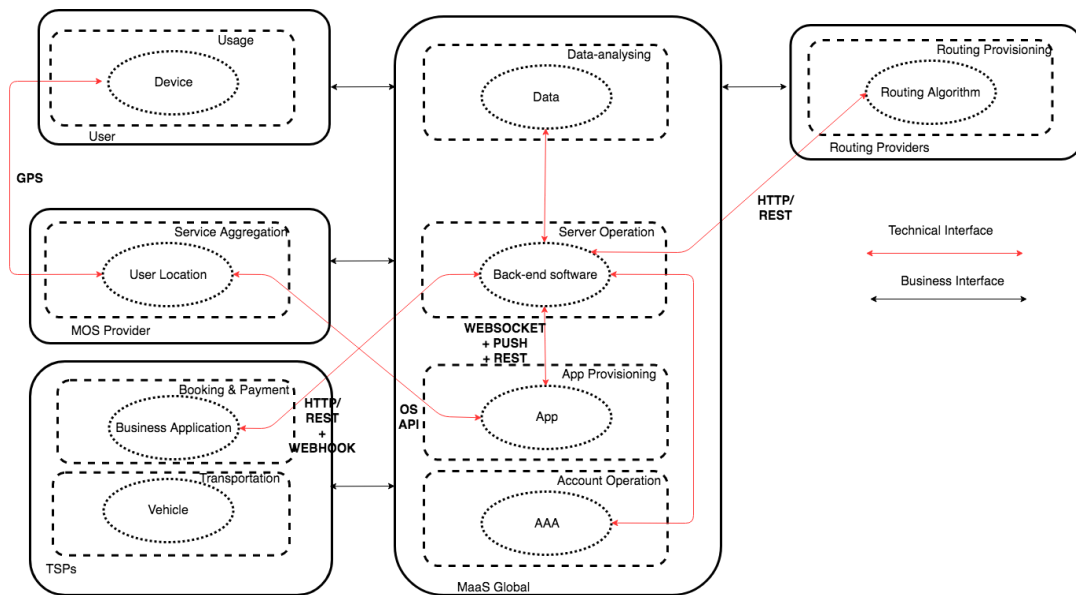 Usage
Device
User
GPS
Service Aggregation
User Location
MOS Provider
Booking & Payment
Business Application
HTTP/
REST
+
WEBHOOK
Transportation
Vehicle
TSPs
Data-analysing
Data
Server Operation
Back-end software
WEBSOCKET
+ PUSH
+ REST
App Provisioning
OS
API
App
Account Operation
AAA
MaaS Global
Routing Provisioning
Routing Algorithm
Routing Providers
HTTP/
REST
Technical Interface
Business Interface